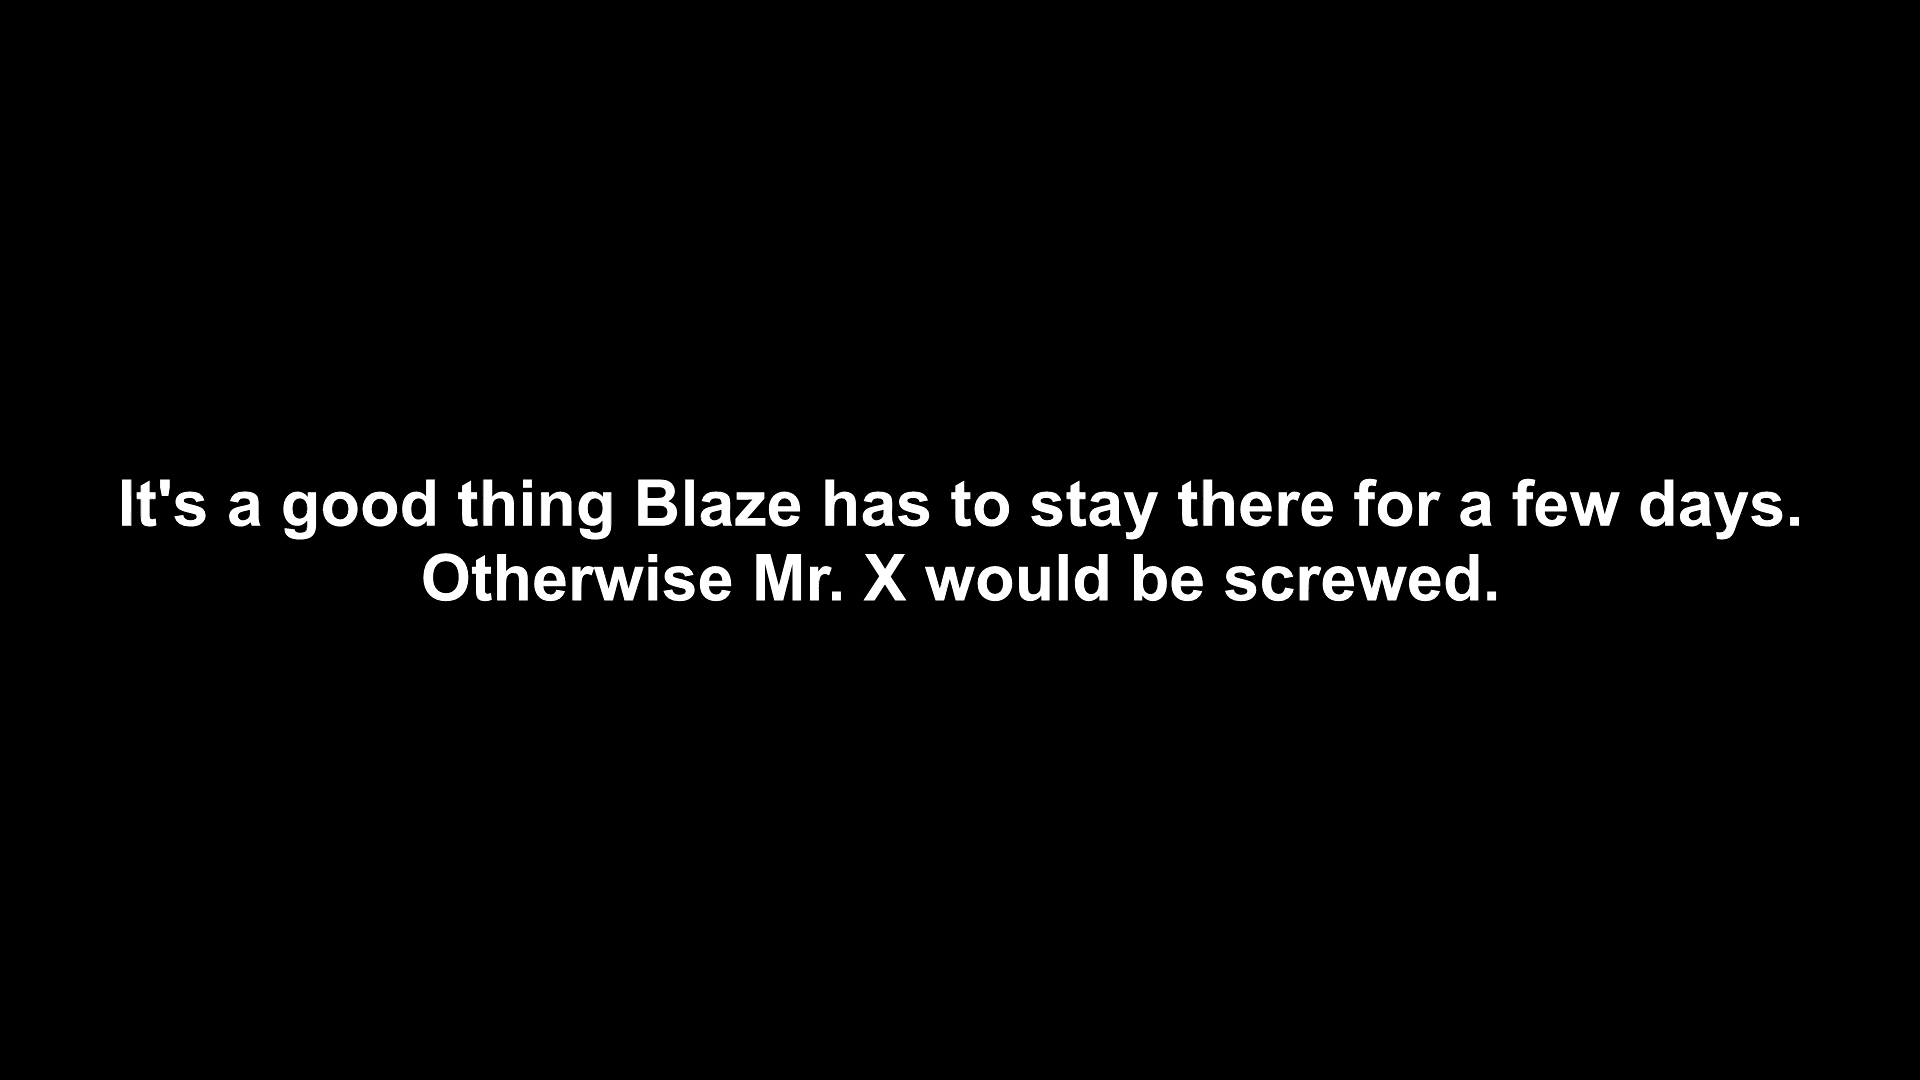 It's a good thing Blaze has to stay there for a few days.
Otherwise Mr. X would be screwed.